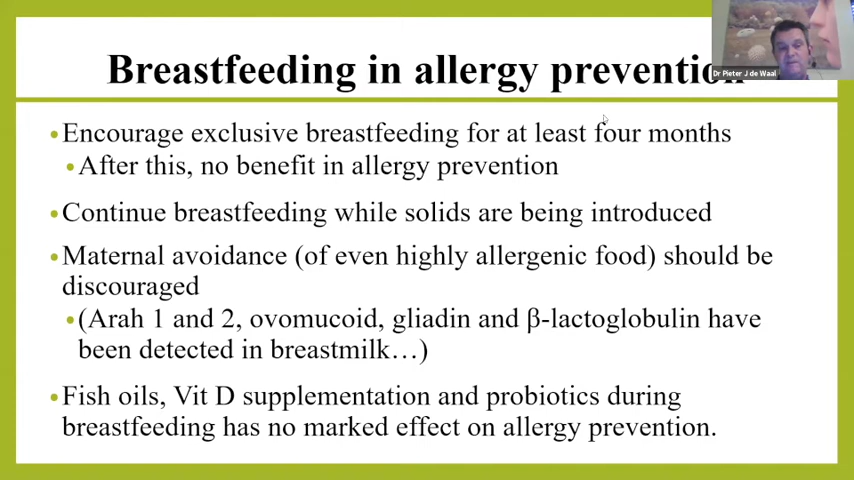 Dr Pieter J de Waal
Breastfeeding in allergy prevention
•Encourage exclusive breastfeeding for at least four months
•After this, no benefit in allergy prevention
•Continue breastfeeding while solids are being introduced
•Maternal avoidance (of even highly allergenic food) should be
discouraged
•(Arah 1 and 2, ovomucoid, gliadin and β-lactoglobulin have
been detected in breastmilk…)
•Fish oils, Vit D supplementation and probiotics during
breastfeeding has no marked effect on allergy prevention.